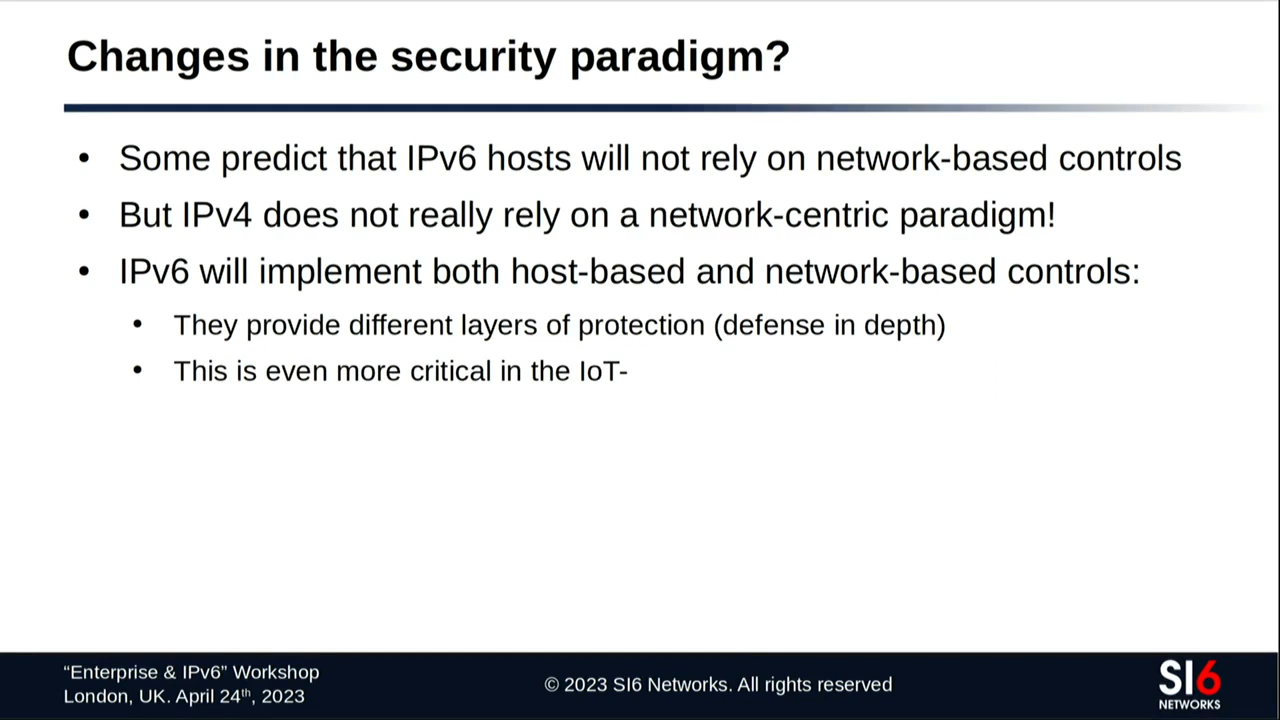 Changes in the security paradigm?
• Some predict that IPv6 hosts will not rely on network-based controls
• But IPv4 does not really rely on a network-centric paradigm!
• IPv6 will implement both host-based and network-based controls:
• They provide different layers of protection (defense in depth)
• This is even more critical in the IoT-
“Enterprise & IPv6” Workshop
London, UK. April 24th, 2023
© 2023 SI6 Networks. All rights reserved
SI6
NETWORKS